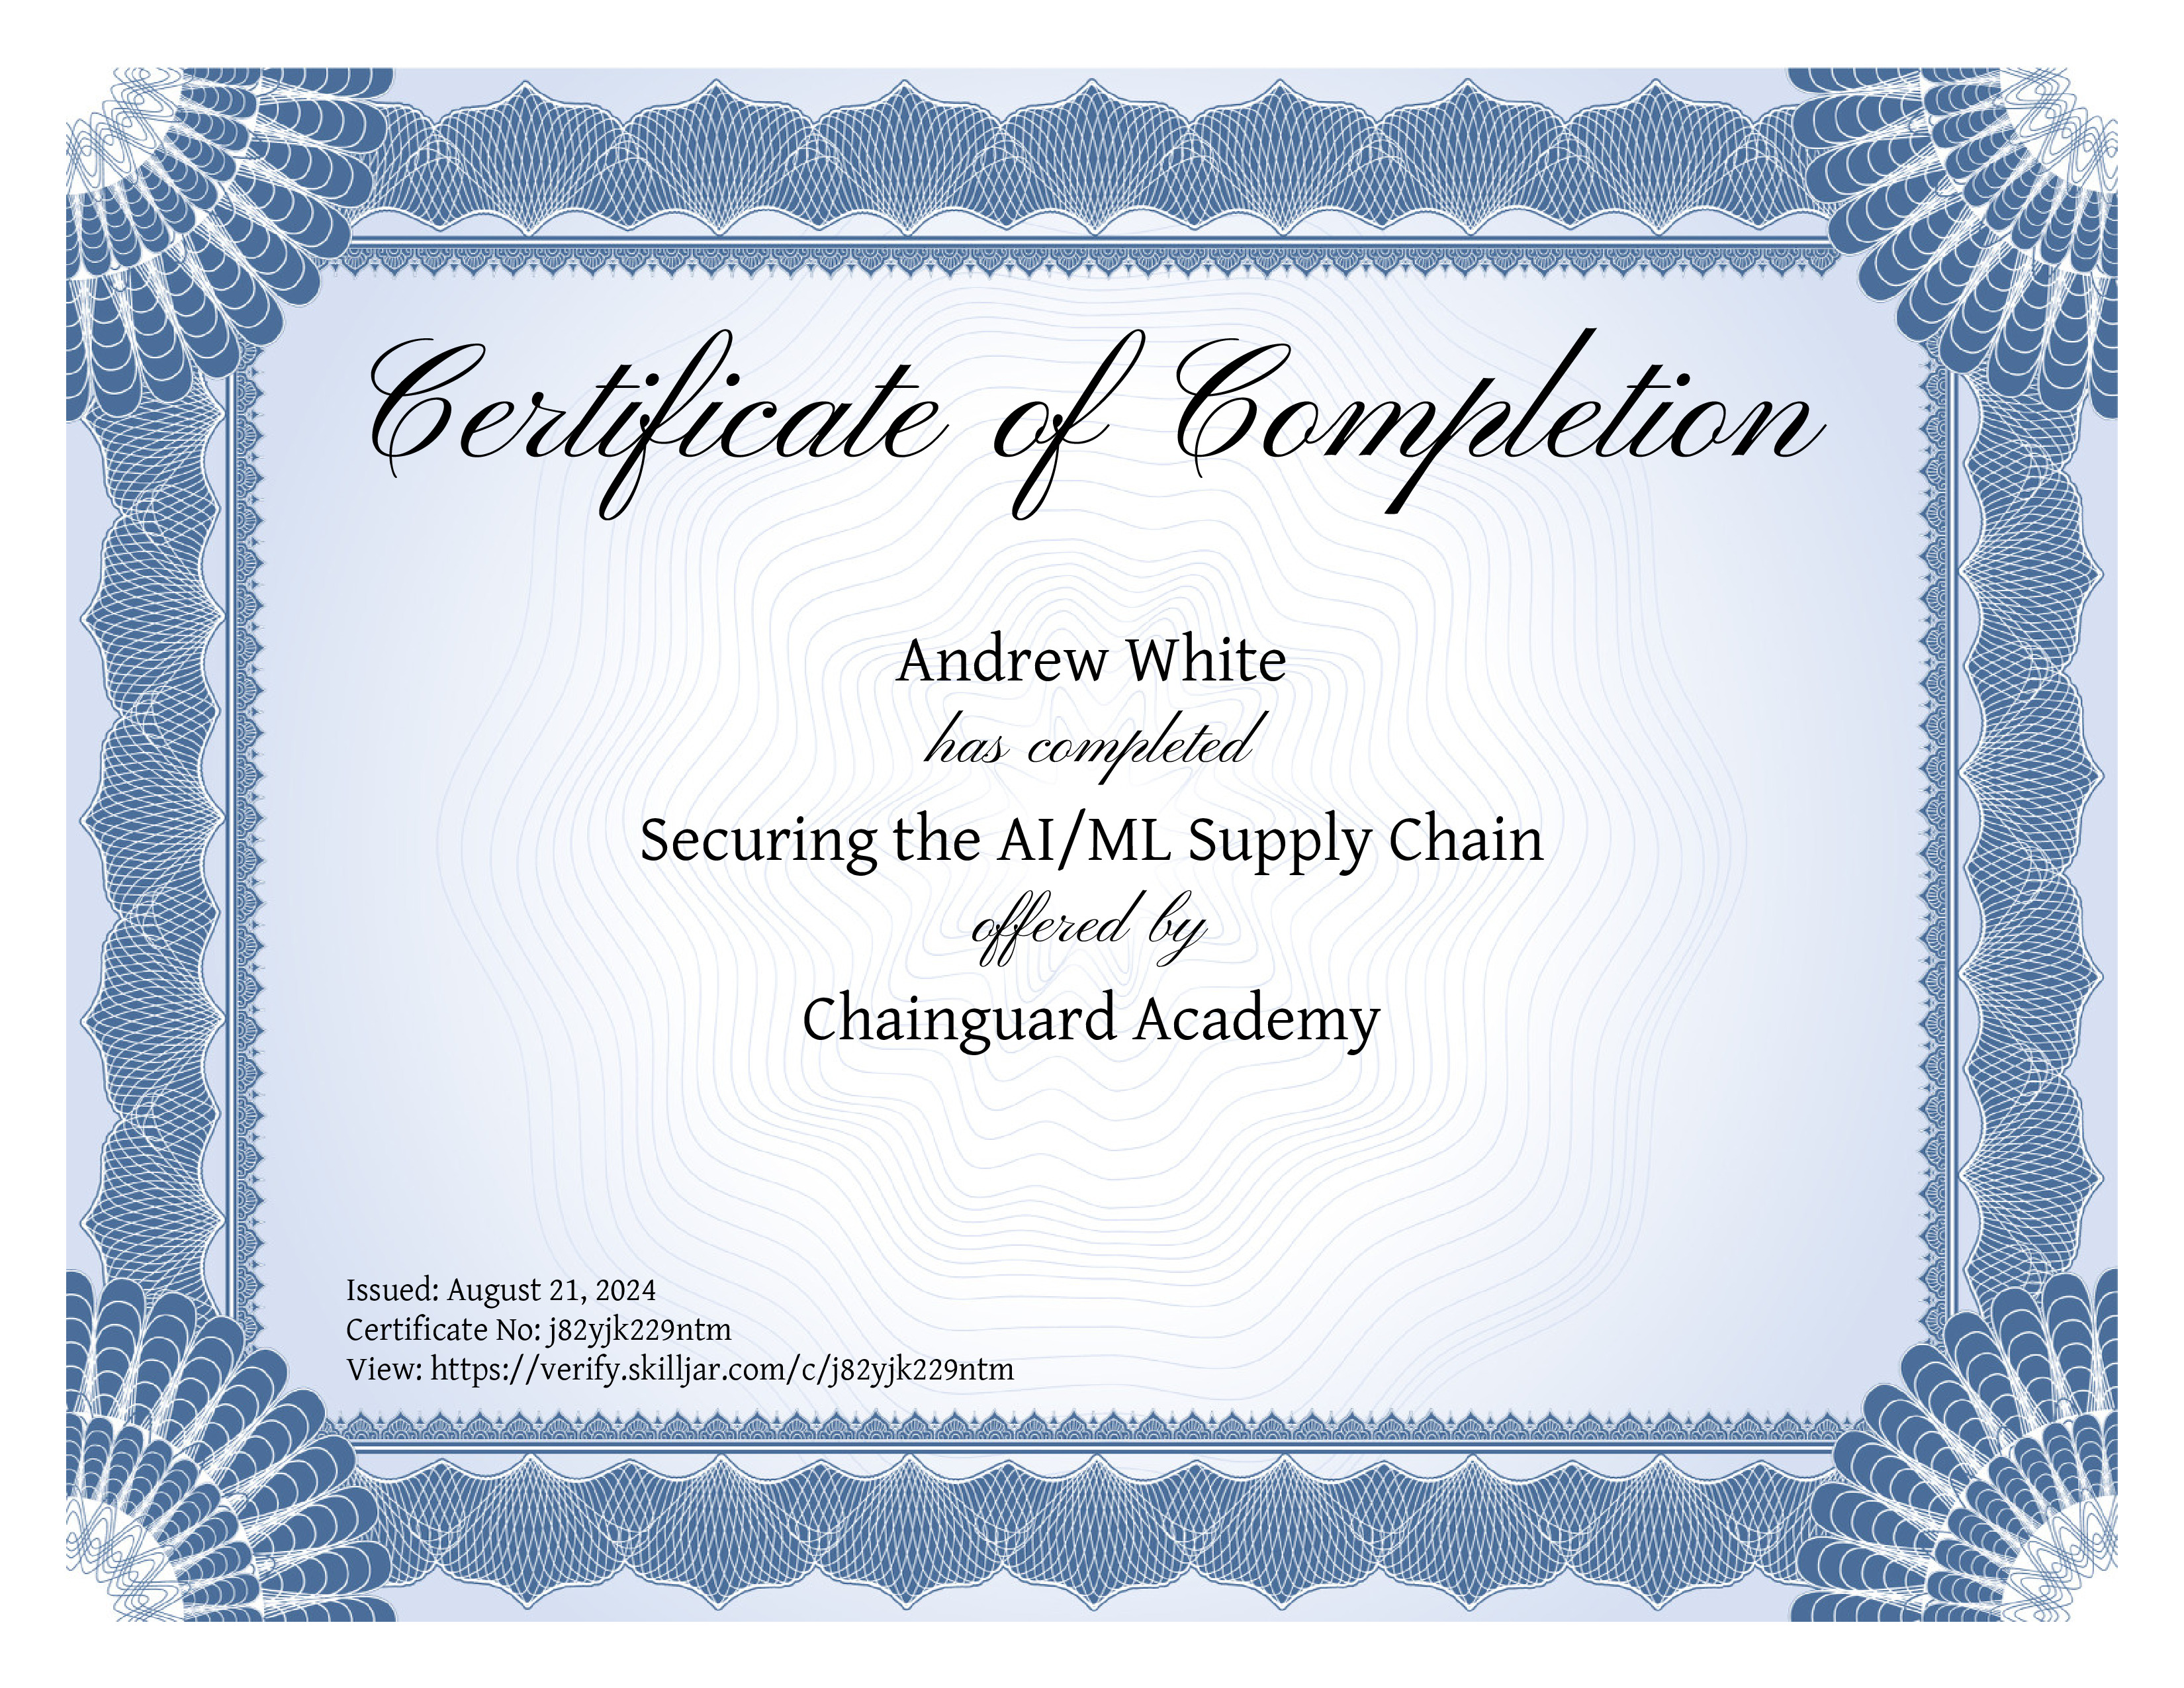 Certificate of Completion
Andrew White
has completed
Securing the AI/ML Supply Chain
offered by
Chainguard Academy
Issued: August 21, 2024
Certificate No: j82yjk229ntm
View: https://verify.skilljar.com/c/j82yjk229ntm